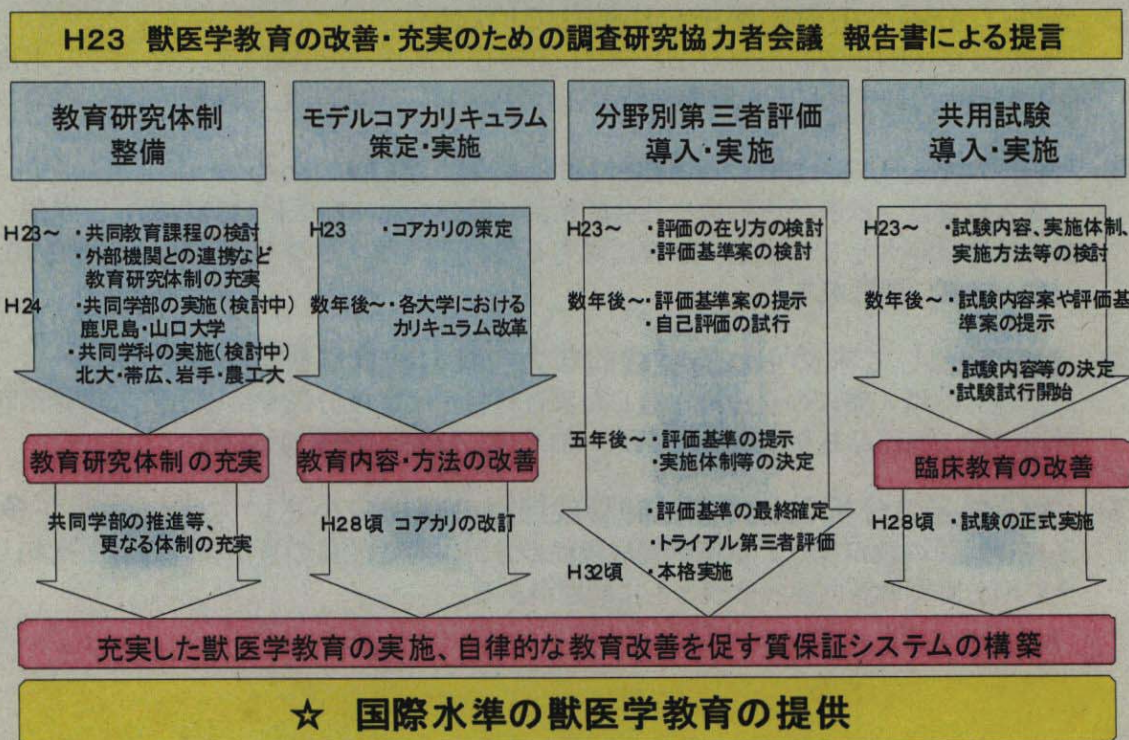 H23 獣医学教育の改善・充実のための調査研究協力者会議 報告書による提言
教育研究体制
整備
H23～ ・共同教育課程の検討
・外部機関との連携など
教育研究体制の充実
H24 ・共同学部の実施(検討中)
鹿児島・山口大学
・共同学科の実施(検討中)
北大・帯広、岩手・農工大
教育研究体制の充実
共同学部の推進等、
更なる体制の充実
モデルコアカリキュラム
策定・実施
H23 ・コアカリの策定
数年後～・各大学における
カリキュラム改革
教育内容・方法の改善
H28頃 コアカリの改訂
分野別第三者評価
導入・実施
H23～ ・評価の在り方の検討
・評価基準案の検討
数年後～・評価基準案の提示
・自己評価の試行
五年後～・評価基準の提示
・実施体制等の決定
・評価基準の最終確定
・トライアル第三者評価
H32頃 ・本格実施
共用試験
導入・実施
H23～ ・試験内容、実施体制、
実施方法等の検討
数年後～・試験内容案や評価基
準案の提示
・試験内容等の決定
・試験試行開始
臨床教育の改善
H28頃 ・試験の正式実施
充実した獣医学教育の実施、自律的な教育改善を促す質保証システムの構築
☆ 国際水準の獣医学教育の提供